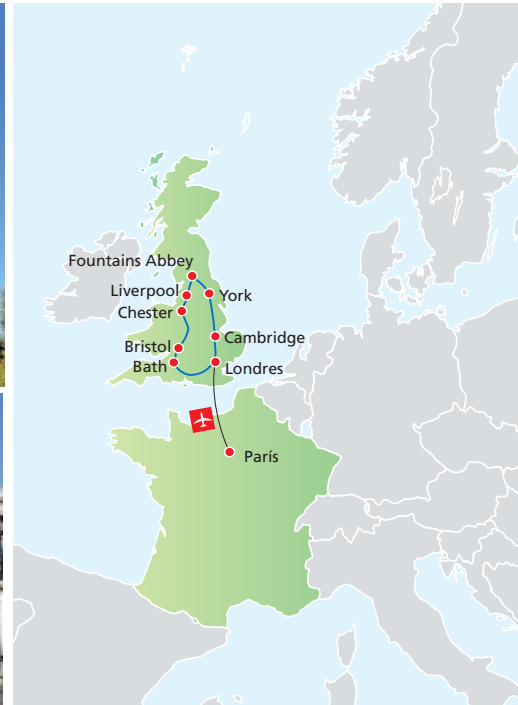 Fountains Abbey
Liverpool
York
Chester
Cambridge
Bristol
Bath
Londres
París